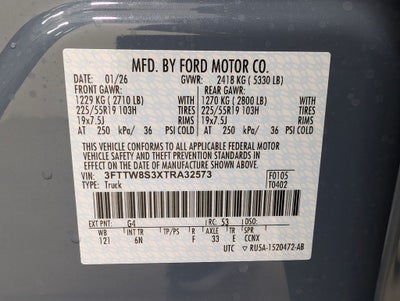 MFD. BY FORD MOTOR CO.
DATE: 01/26 GVWR: 2418 KG ( 5330 LB)
FRONT GAWR: REAR GAWR:
1229 KG ( 2710 LB) WITH 1270 KG ( 2800 LB) WITH
225/55R19 103H TIRES 225/55R19 103H TIRES
19x7.5J RIMS 19x7.5J RIMS
AT 250 kPa/ 36 PSI COLD AT 250 kPa/ 36 PSI COLD
THIS VEHICLE CONFORMS TO ALL APPLICABLE FEDERAL MOTOR
VEHICLE SAFETY AND THEFT PREVENTION STANDARDS IN
EFFECT ON THE DATE OF MANUFACTURE SHOWN ABOVE.
VIN: 3FTTW8S3XTRA32573 F0105
TYPE: Truck T0402
EXT PNT: G4 RC: 53 DSO:
WB INT TR TP/PS R AXLE TR SPR
121 6N F 33 E CCNX
UTC ▽ RU5A-1520472-AB